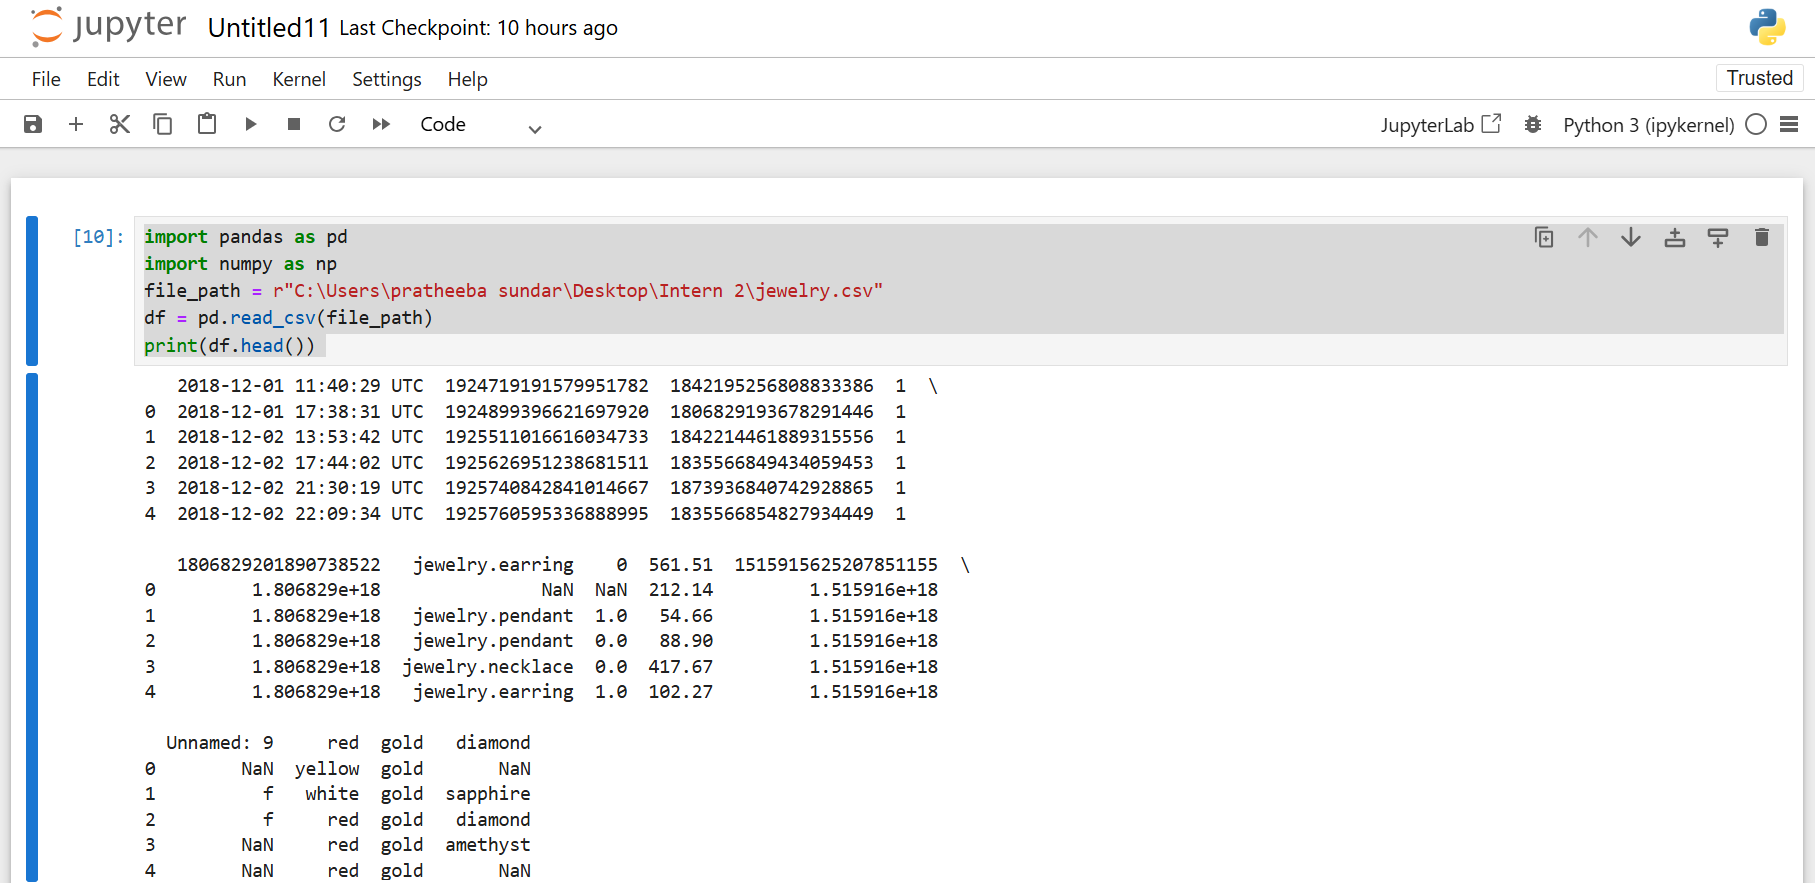 jupyter Untitled11 Last Checkpoint: 10 hours ago
File Edit View Run Kernel Settings Help Trusted
Code JupyterLab Python 3 (ipykernel)
[10]: import pandas as pd
import numpy as np
file_path = r"C:\Users\pratheeba sundar\Desktop\Intern 2\jewelry.csv"
df = pd.read_csv(file_path)
print(df.head())
2018-12-01 11:40:29 UTC 1924719191579951782 1842195256808833386 1 \
0 2018-12-01 17:38:31 UTC 1924899396621697920 1806829193678291446 1
1 2018-12-02 13:53:42 UTC 1925511016616034733 1842214461889315556 1
2 2018-12-02 17:44:02 UTC 1925626951238681511 1835566849434059453 1
3 2018-12-02 21:30:19 UTC 1925740842841014667 1873936840742928865 1
4 2018-12-02 22:09:34 UTC 1925760595336888995 1835566854827934449 1
1806829201890738522 jewelry.earring 0 561.51 1515915625207851155 \
0 1.806829e+18 NaN NaN 212.14 1.515916e+18
1 1.806829e+18 jewelry.pendant 1.0 54.66 1.515916e+18
2 1.806829e+18 jewelry.pendant 0.0 88.90 1.515916e+18
3 1.806829e+18 jewelry.necklace 0.0 417.67 1.515916e+18
4 1.806829e+18 jewelry.earring 1.0 102.27 1.515916e+18
Unnamed: 9 red gold diamond
0 NaN yellow gold NaN
1 f white gold sapphire
2 f red gold diamond
3 NaN red gold amethyst
4 NaN red gold NaN